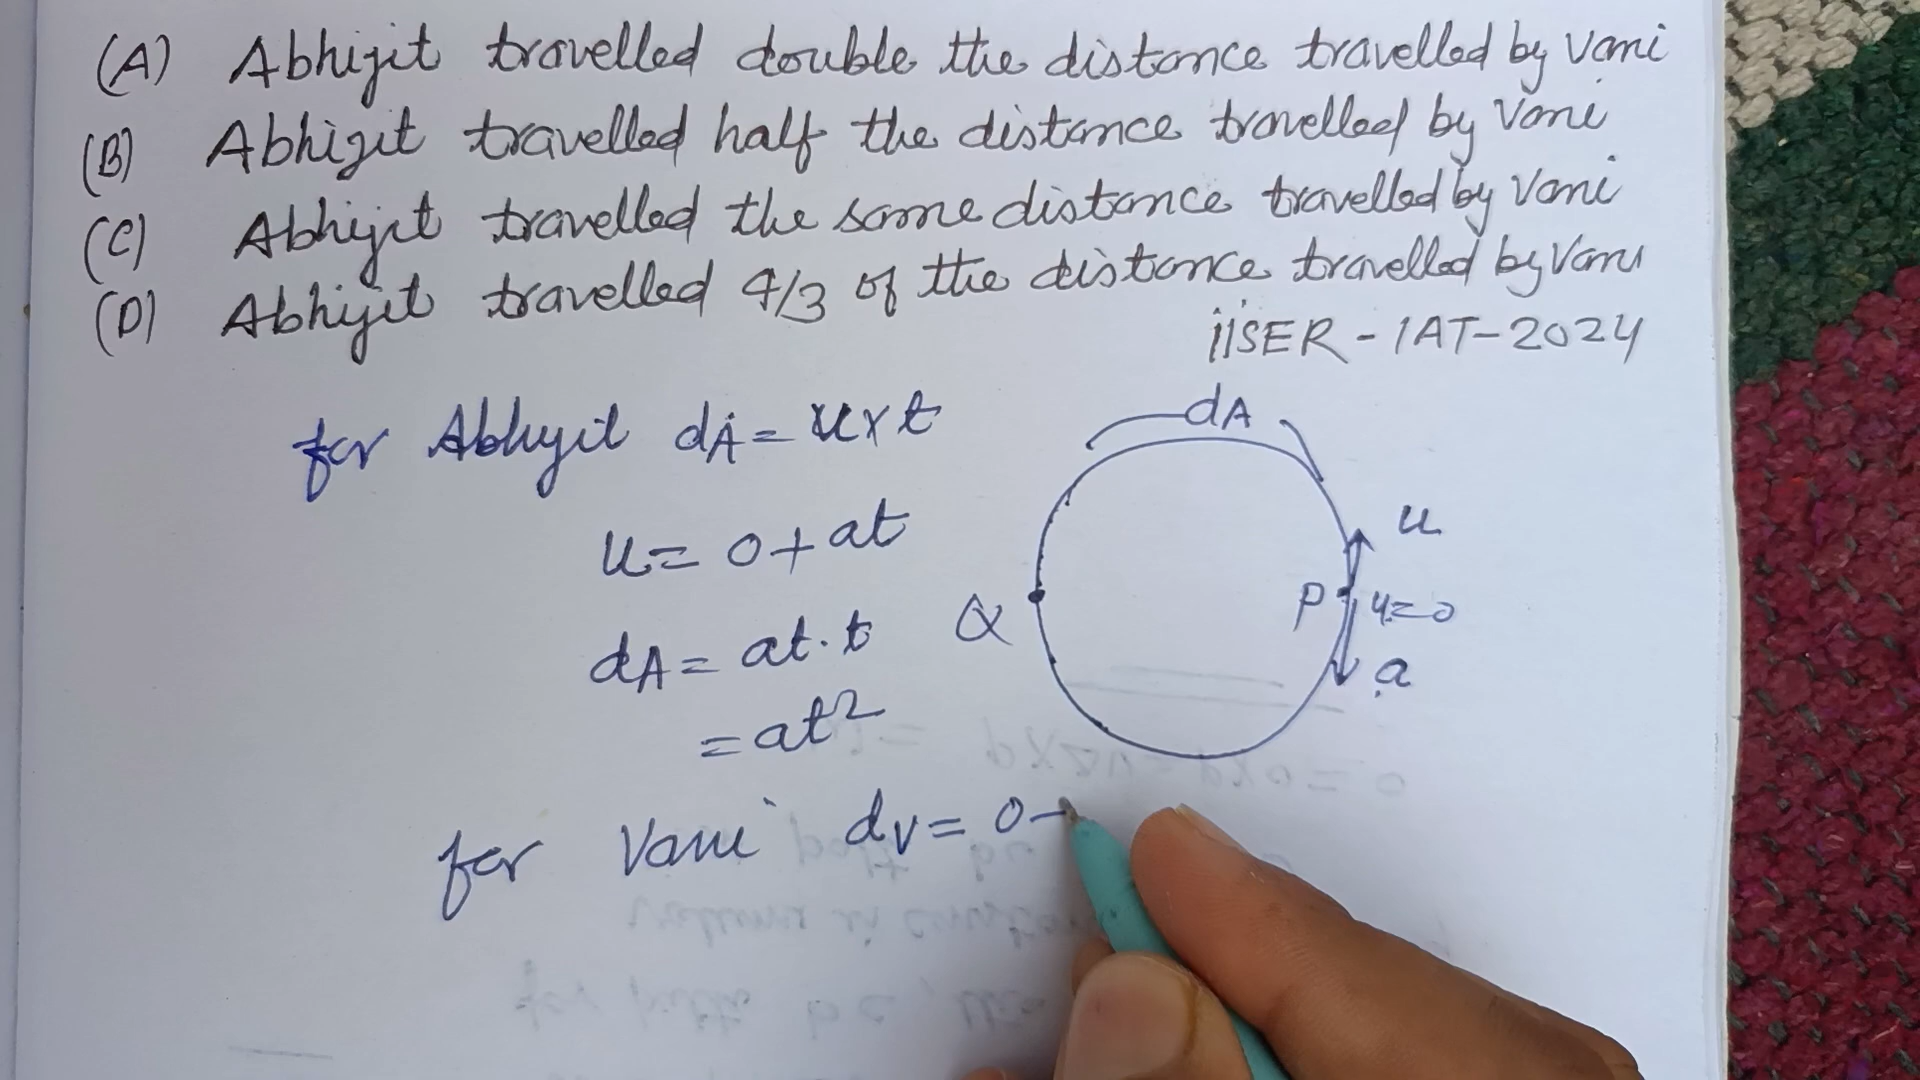 (A) Abhijit travelled double the distance travelled by Vani
(B) Abhijit travelled half the distance travelled by Vani
(C) Abhijit travelled the same distance travelled by Vani
(D) Abhijit travelled 4/3 of the distance travelled by Vani
IISER - IAT - 2024
for Abhijit dA = u x t
u = 0 + at
dA = at . t
= at²
for Vani dv = 0 -
dA
u
Q
P
u = 0
a